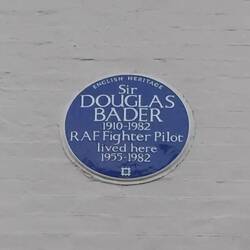 ENGLISH HERITAGE
Sir
DOUGLAS
BADER
1910-1982
RAF Fighter Pilot
lived here
1955-1982